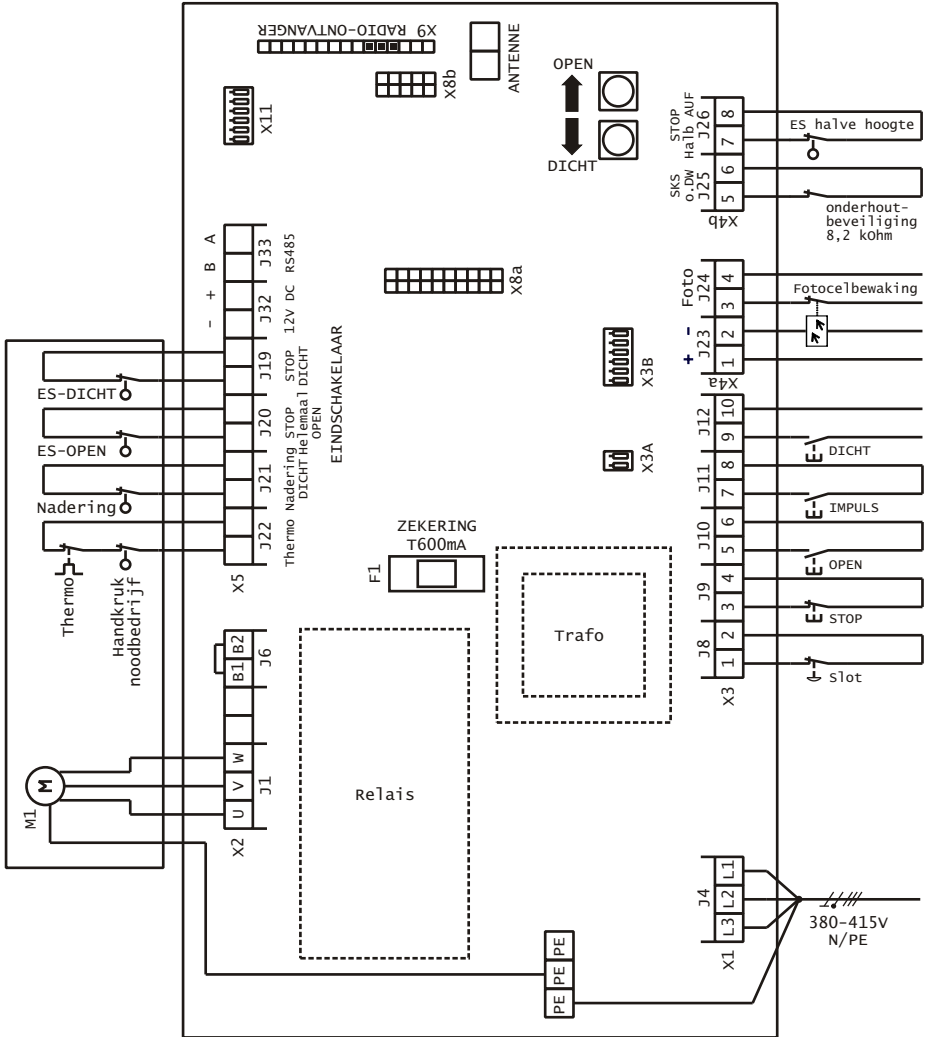 X9 RADIO-ONTVANGER
X8b
ANTENNE
X11
OPEN
DICHT
STOP
Halb AUF
J26
8
7
SKS
o.DW
J25
6
5
X4b
ES halve hoogte
onderhout-
beveiliging
8,2 kOhm
A
B
J33
RS485
+
-
J32
12V DC
X8a
Foto
J24
4
3
- +
J23
2
1
X4a
Fotocelbewaking
X3B
X3A
ES-DICHT
ES-OPEN
Nadering
Thermo
Handkruk
noodbedrijf
J19
STOP
DICHT
J20
STOP
Helemaal
OPEN
J21
Nadering
DICHT
J22
Thermo
EINDSCHAKELAAR
X5
ZEKERING
T600mA
F1
Trafo
Relais
J12
10
9
J11
8
7
J10
6
5
J9
4
3
J8
2
1
X3
DICHT
IMPULS
OPEN
STOP
Slot
B1 B2
J6
W
V
U
J1
X2
M
M1
J4
L1
L2
L3
X1
380-415V
N/PE
PE
PE
PE